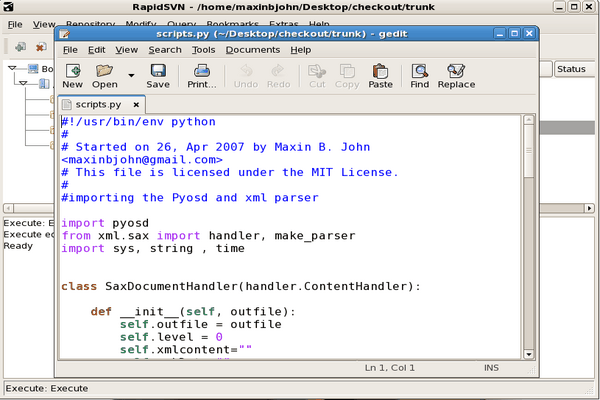 RapidSVN - /home/maxinbjohn/Desktop/checkout/trunk
File View Repository Modify Query Bookmarks Extras Help
scripts.py (~/Desktop/checkout/trunk) - gedit
File Edit View Search Tools Documents Help
New Open Save Print... Undo Redo Cut Copy Paste Find Replace
Bo
Status
scripts.py
#!/usr/bin/env python
#
# Started on 26, Apr 2007 by Maxin B. John
<maxinbjohn@gmail.com>
# This file is licensed under the MIT License.
#
#importing the Pyosd and xml parser
import pyosd
from xml.sax import handler, make_parser
import sys, string , time
class SaxDocumentHandler(handler.ContentHandler):
def __init__(self, outfile):
self.outfile = outfile
self.level = 0
self.xmlcontent=""
Execute: E
Execute ec
Ready
Ln 1, Col 1 INS
Execute: Execute